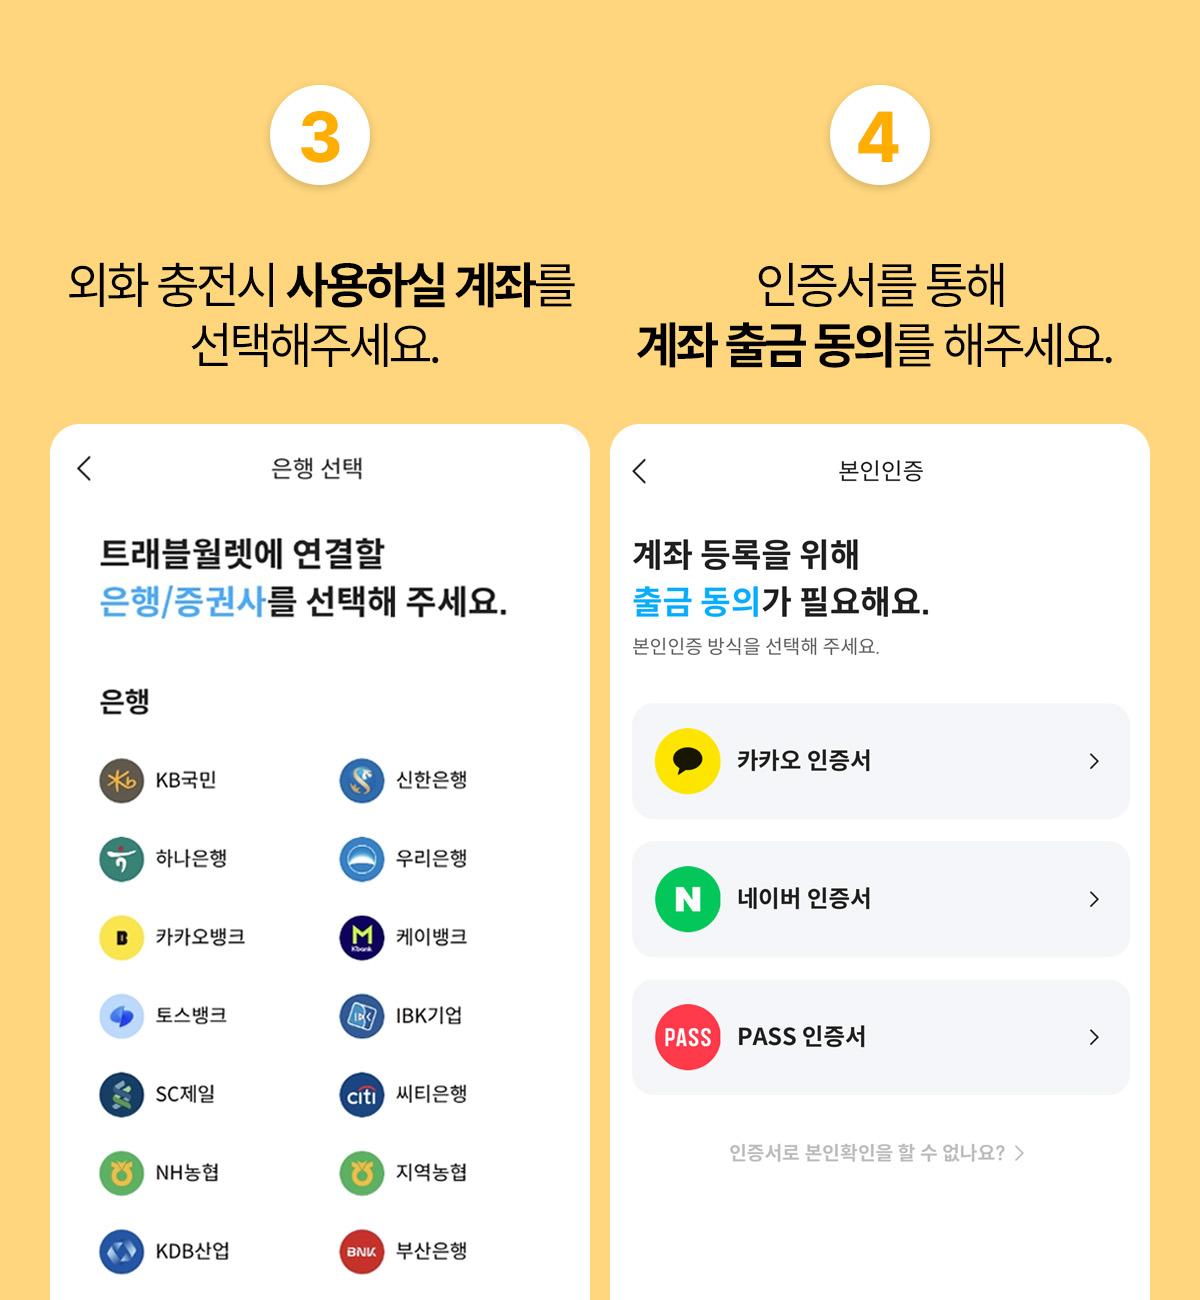 3
외화 충전시 사용하실 계좌를
선택해주세요.
은행 선택
트래블월렛에 연결할
은행/증권사를 선택해 주세요.
은행
Kb KB국민
신한은행
하나은행
우리은행
B 카카오뱅크
Kbank 케이뱅크
토스뱅크
IBK IBK기업
SC제일
citi 씨티은행
NH농협
지역농협
KDB산업
BNK 부산은행
4
인증서를 통해
계좌 출금 동의를 해주세요.
본인인증
계좌 등록을 위해
출금 동의가 필요해요.
본인인증 방식을 선택해 주세요.
카카오 인증서
N 네이버 인증서
PASS PASS 인증서
인증서로 본인확인을 할 수 없나요?